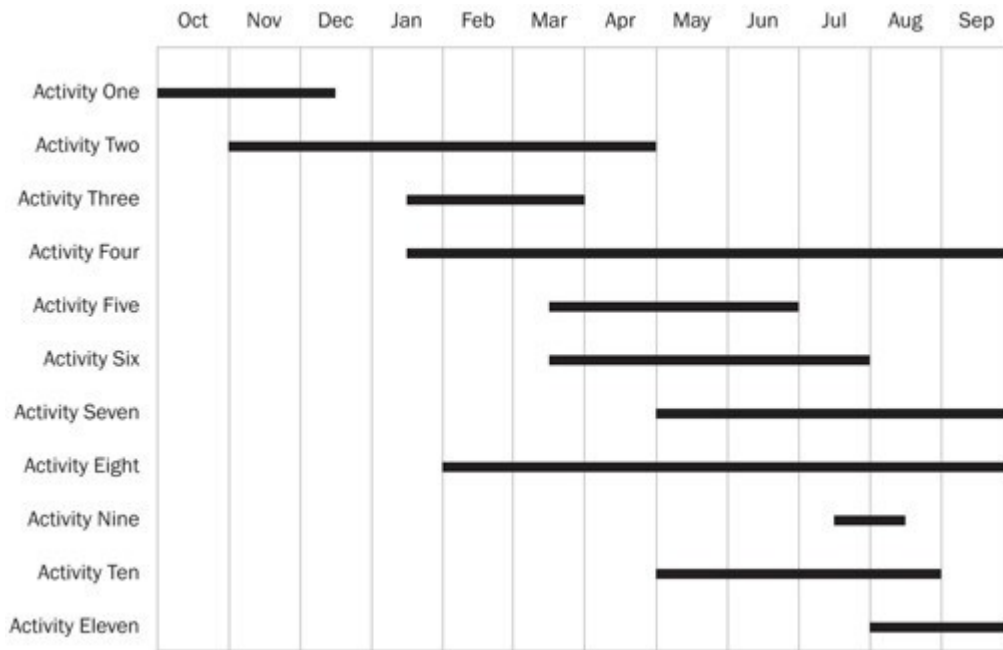 Oct Nov Dec Jan Feb Mar Apr May Jun Jul Aug Sep
Activity One
Activity Two
Activity Three
Activity Four
Activity Five
Activity Six
Activity Seven
Activity Eight
Activity Nine
Activity Ten
Activity Eleven